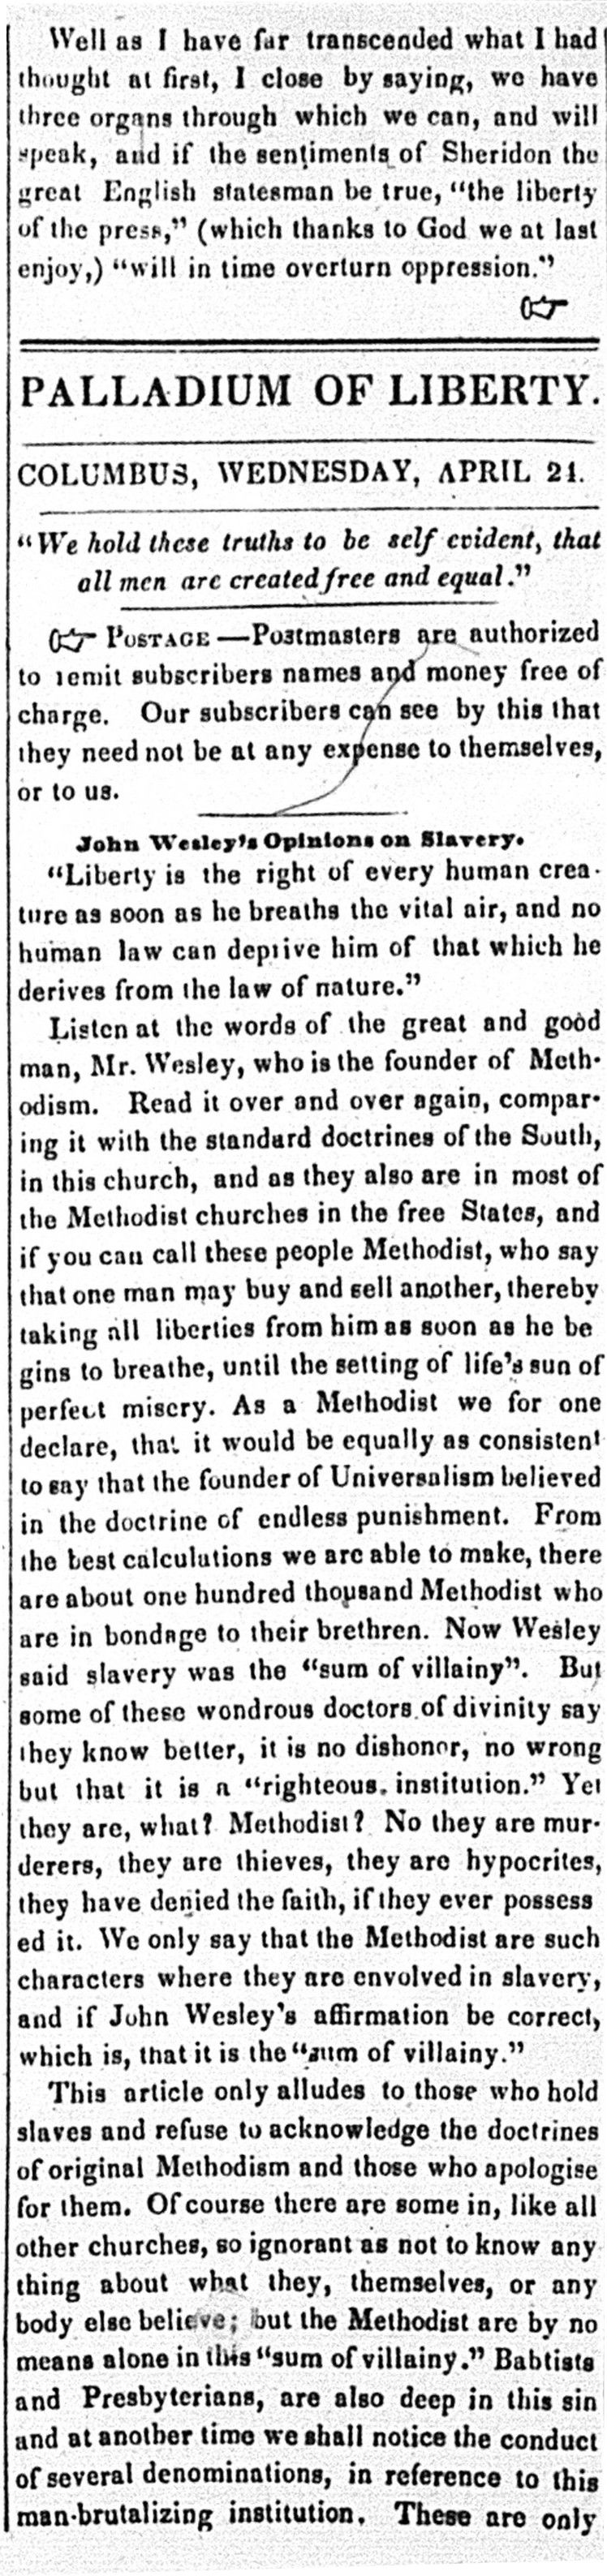 Well as I have far transcended what I had
thought at first, I close by saying, we have
three organs through which we can, and will
speak, and if the sentiments of Sheridon the
great English statesman be true, "the liberty
of the press," (which thanks to God we at last
enjoy,) "will in time overturn oppression."
☞
PALLADIUM OF LIBERTY.
COLUMBUS, WEDNESDAY, APRIL 24.
"We hold these truths to be self evident, that
all men are created free and equal."
☞ POSTAGE —Postmasters are authorized
to remit subscribers names and money free of
charge. Our subscribers can see by this that
they need not be at any expense to themselves,
or to us.
John Wesley's Opinions on Slavery.
"Liberty is the right of every human crea-
ture as soon as he breaths the vital air, and no
human law can deprive him of that which he
derives from the law of nature."
Listen at the words of the great and good
man, Mr. Wesley, who is the founder of Meth-
odism. Read it over and over again, compar-
ing it with the standard doctrines of the South,
in this church, and as they also are in most of
the Methodist churches in the free States, and
if you can call these people Methodist, who say
that one man may buy and sell another, thereby
taking all liberties from him as soon as he be
gins to breathe, until the setting of life's sun of
perfect misery. As a Methodist we for one
declare, that it would be equally as consistent
to say that the founder of Universalism believed
in the doctrine of endless punishment. From
the best calculations we are able to make, there
are about one hundred thousand Methodist who
are in bondage to their brethren. Now Wesley
said slavery was the "sum of villainy". But
some of these wondrous doctors of divinity say
they know better, it is no dishonor, no wrong
but that it is a "righteous. institution." Yet
they are, what? Methodist? No they are mur-
derers, they are thieves, they are hypocrites,
they have denied the faith, if they ever possess
ed it. We only say that the Methodist are such
characters where they are envolved in slavery,
and if John Wesley's affirmation be correct,
which is, that it is the "sum of villainy."
This article only alludes to those who hold
slaves and refuse to acknowledge the doctrines
of original Methodism and those who apologise
for them. Of course there are some in, like all
other churches, so ignorant as not to know any
thing about what they, themselves, or any
body else believe; but the Methodist are by no
means alone in this "sum of villainy." Babtists
and Presbyterians, are also deep in this sin
and at another time we shall notice the conduct
of several denominations, in reference to this
man-brutalizing institution. These are only